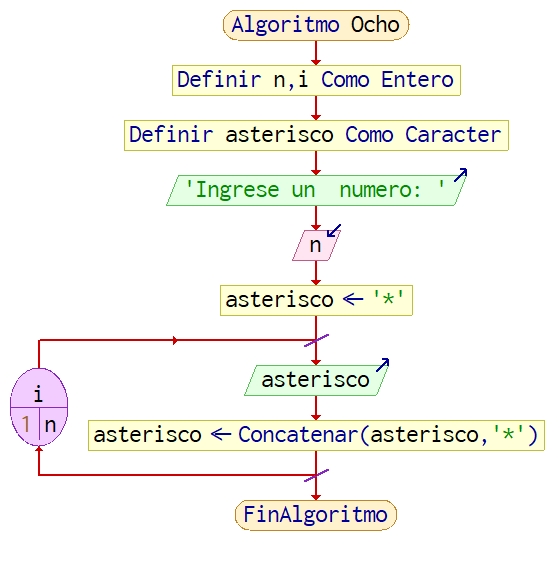 Algoritmo Ocho
Definir n,i Como Entero
Definir asterisco Como Caracter
'Ingrese un  numero: '
n
asterisco ← '*'
i
1 n
asterisco
asterisco ← Concatenar(asterisco,'*')
FinAlgoritmo